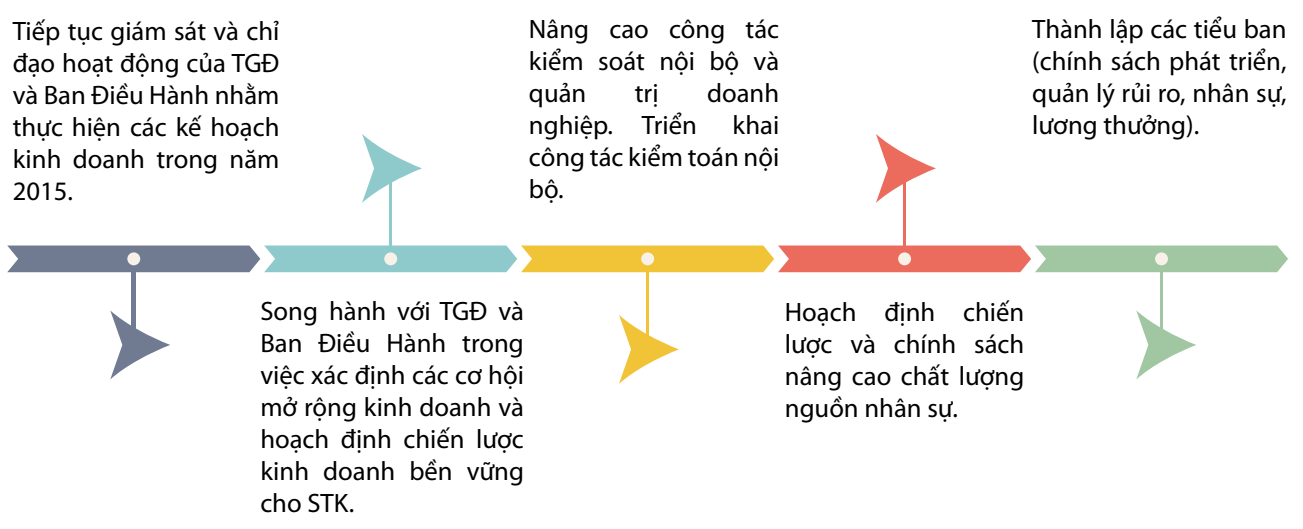 Tiếp tục giám sát và chỉ
đạo hoạt động của TGĐ
và Ban Điều Hành nhằm
thực hiện các kế hoạch
kinh doanh trong năm
2015.
Song hành với TGĐ và
Ban Điều Hành trong
việc xác định các cơ hội
mở rộng kinh doanh và
hoạch định chiến lược
kinh doanh bền vững
cho STK.
Nâng cao công tác
kiểm soát nội bộ và
quản trị doanh
nghiệp. Triển khai
công tác kiểm toán nội
bộ.
Hoạch định chiến
lược và chính sách
nâng cao chất lượng
nguồn nhân sự.
Thành lập các tiểu ban
(chính sách phát triển,
quản lý rủi ro, nhân sự,
lương thưởng).